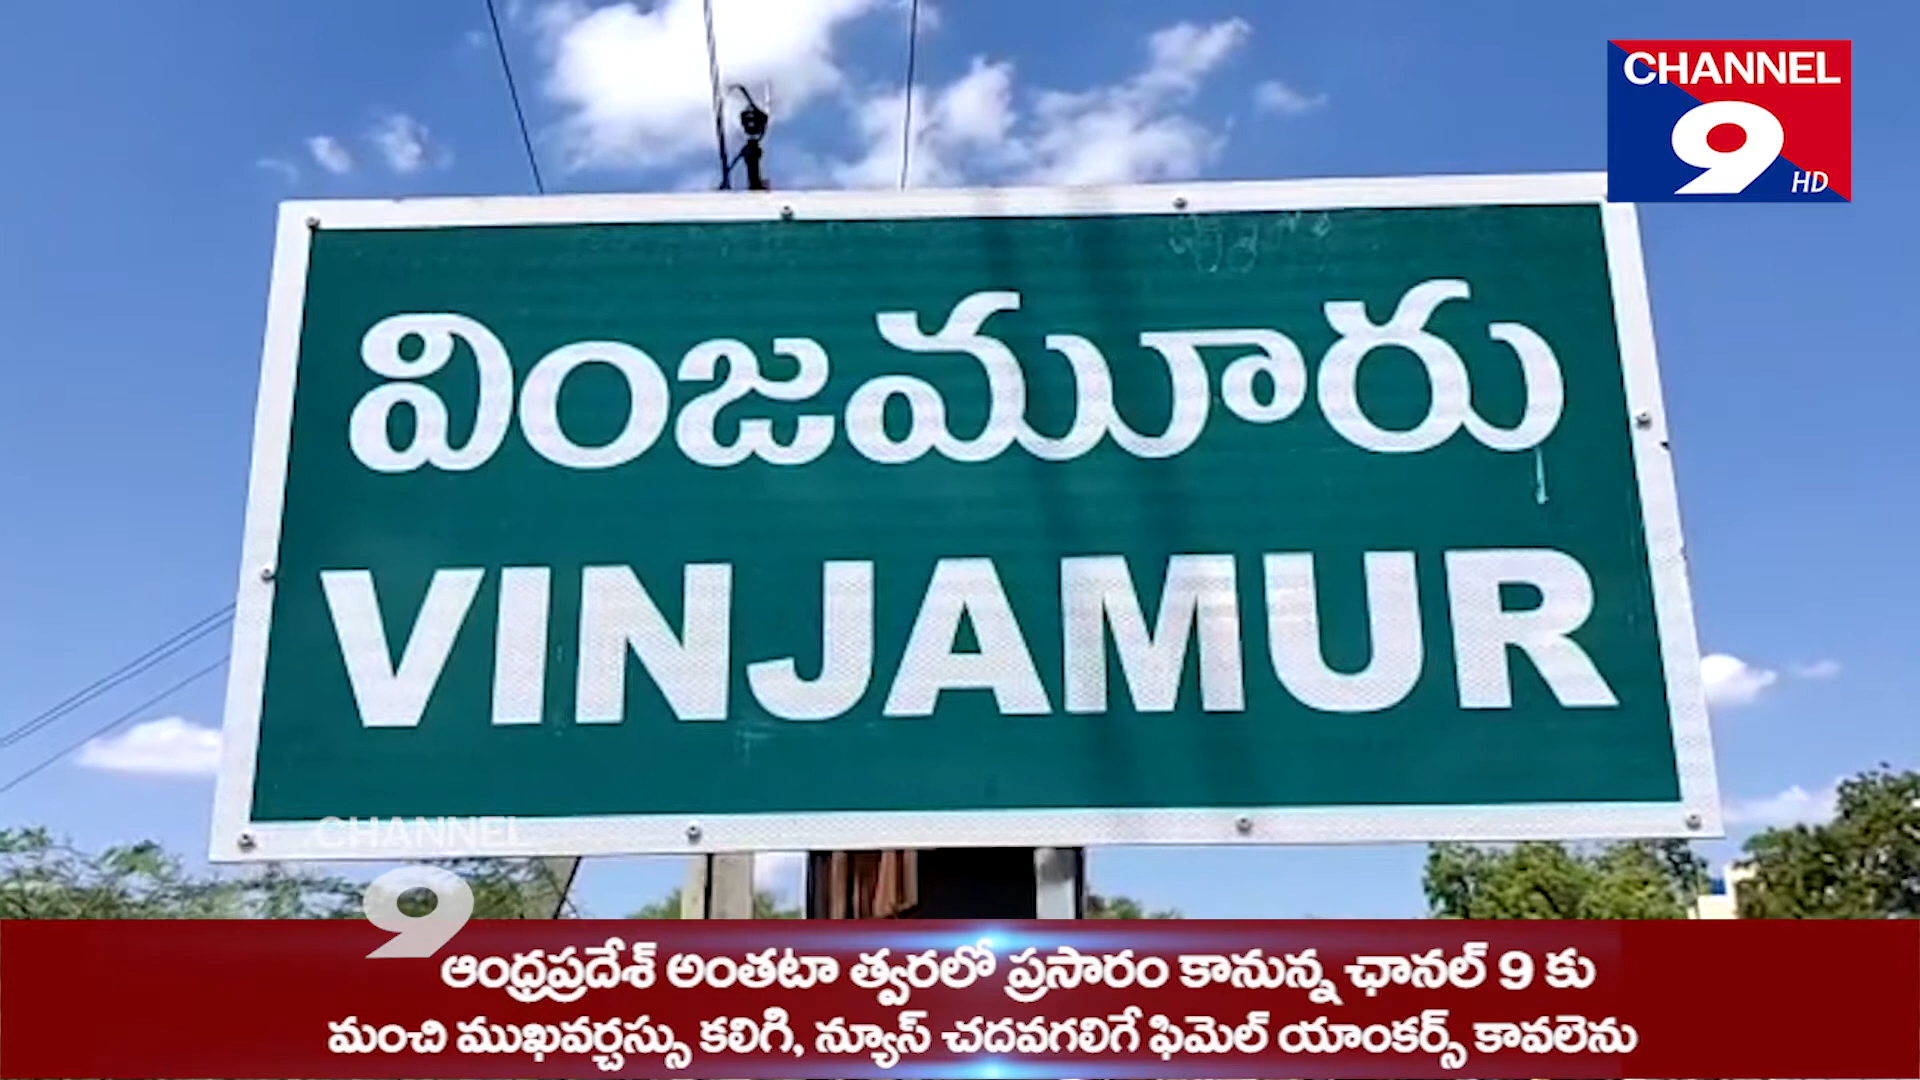 CHANNEL
9
HD
వింజమూరు
VINJAMUR
CHANNEL
9
ఆంధ్రప్రదేశ్ అంతటా త్వరలో ప్రసారం కానున్న ఛానల్ 9 కు
మంచి ముఖవర్చస్సు కలిగి, న్యూస్ చదవగలిగే ఫిమెల్ యాంకర్స్ కావలెను